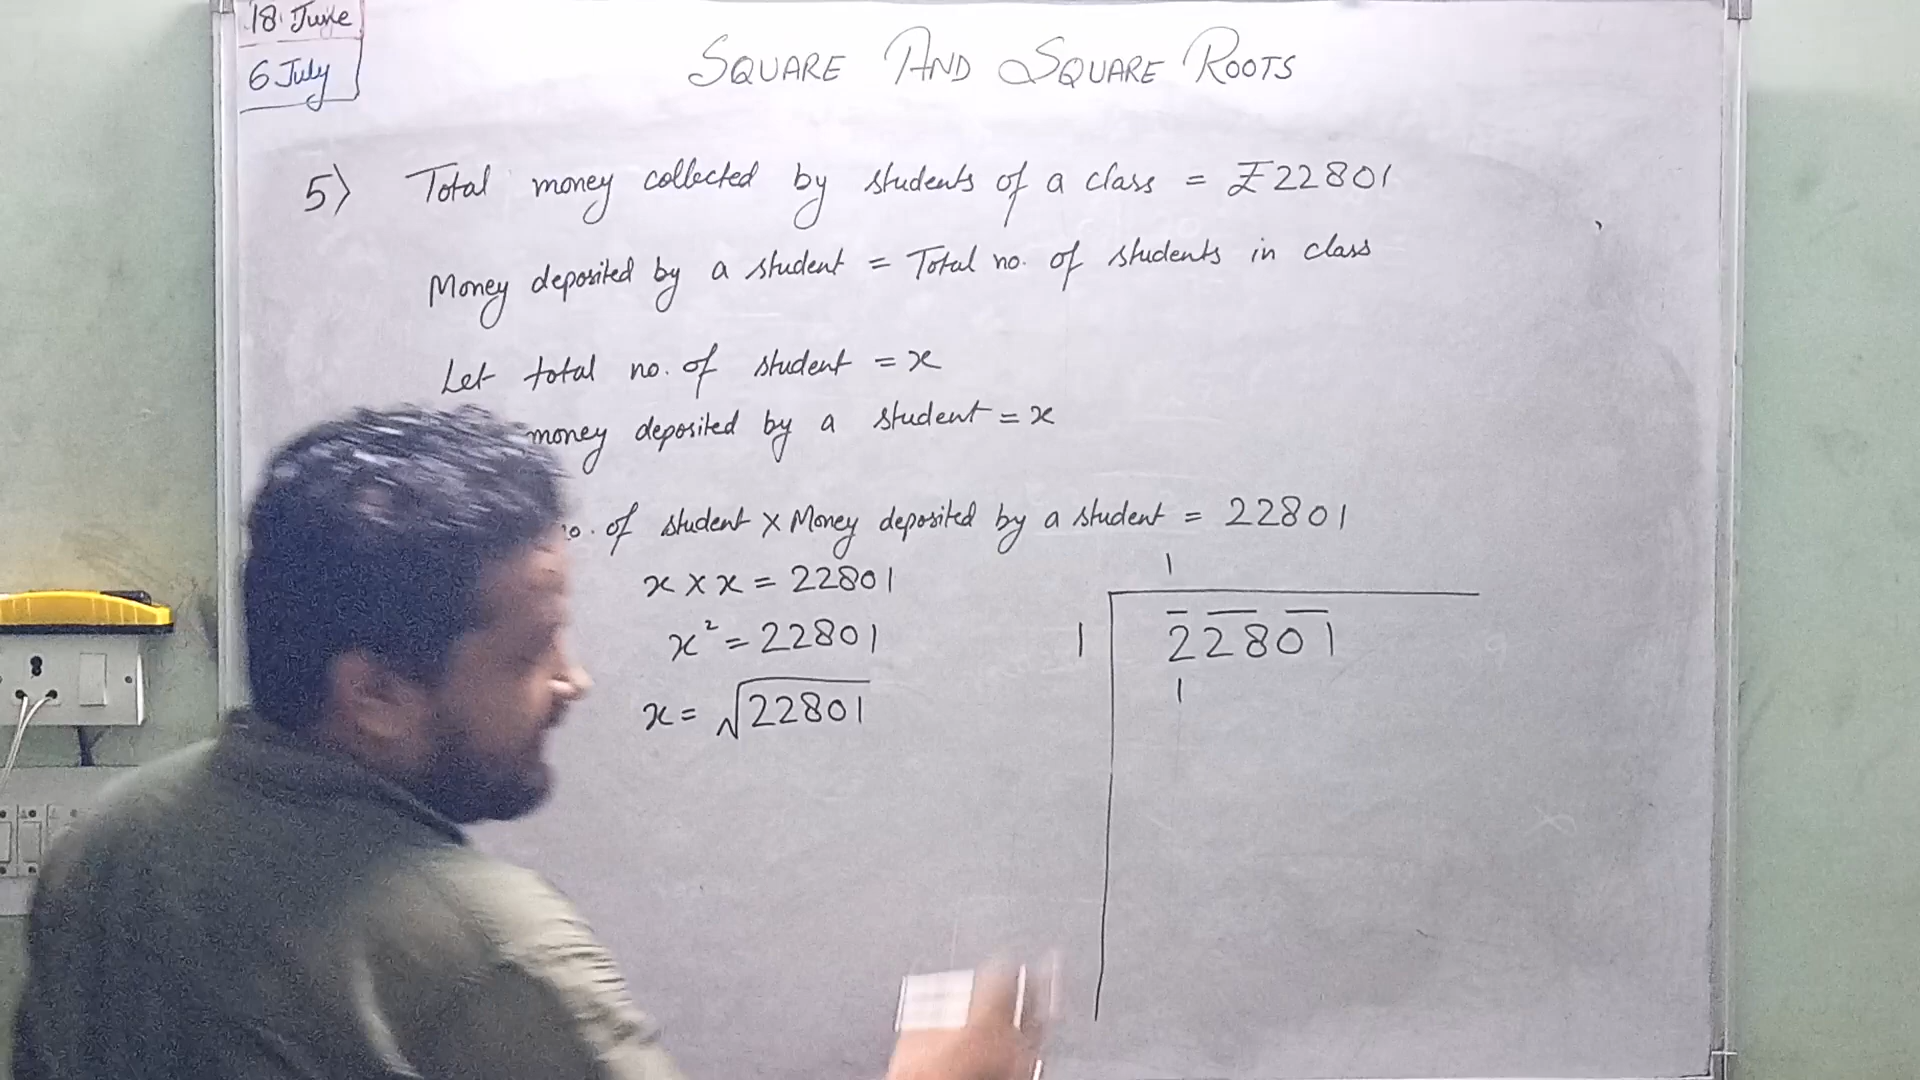 18 June
6 July
SQUARE AND SQUARE ROOTS
5) Total money collected by students of a class = ₹22801
Money deposited by a student = Total no. of students in class
Let total no. of student = x
money deposited by a student = x
of student × Money deposited by a student = 22801
x × x = 22801
x² = 22801
x = √22801
1
1 22801
1